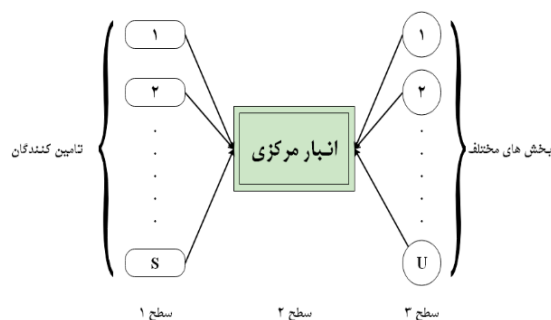 ۱
۱
۲
۲
انبار مرکزی
تامین کنندگان
بخش های مختلف
S
U
سطح ۱
سطح ۲
سطح ۳